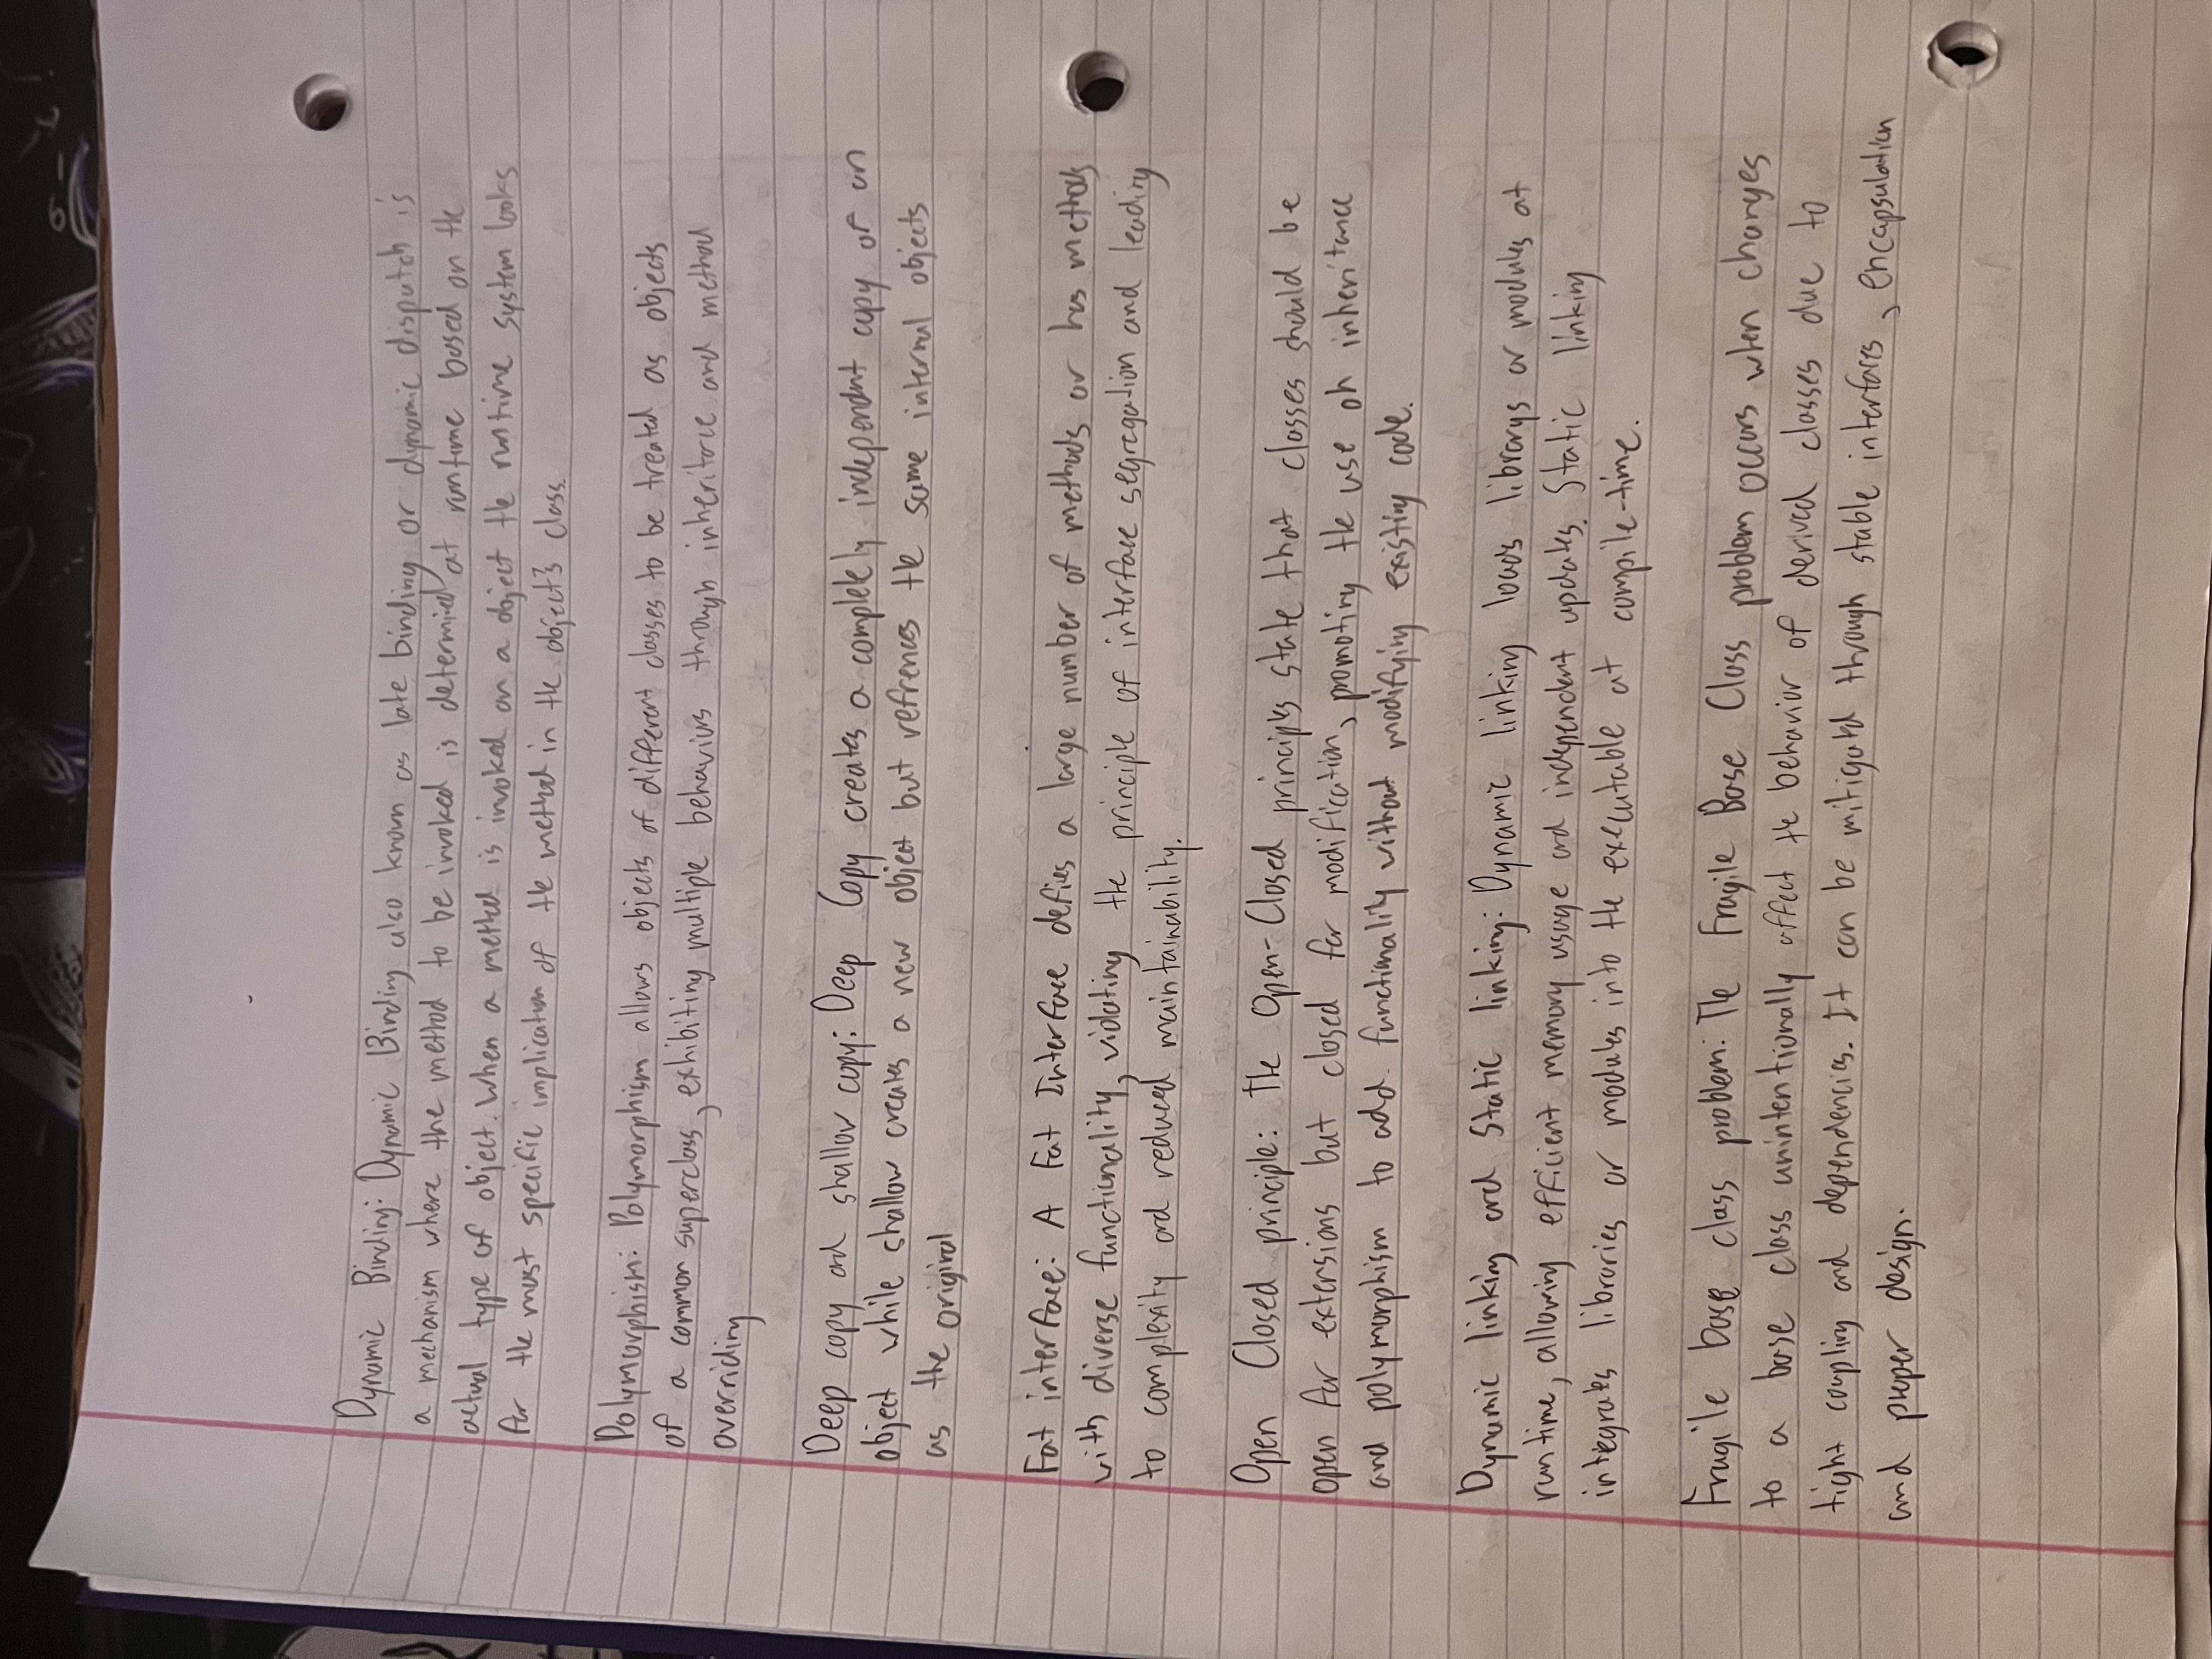 Dynamic Binding: Dynamic Binding also known as late binding or dynamic dispatch is
a mechanism where the method to be invoked is determined at runtime based on the
actual type of object. When a method is invoked on a object the runtime system looks
for the most specific implication of the method in the object's class.
Polymorphism: Polymorphism allows objects of different classes to be treated as objects
of a common superclass, exhibiting multiple behaviors through inheritance and method
overriding
Deep copy and shallow copy: Deep Copy creates a completely independent copy of an
object while shallow creates a new object but refrences the same internal objects
as the original
Fat interface: A Fat Interface defines a large number of methods or has methods
with diverse functionality, violating the principle of interface segregation and leading
to complexity and reduced maintainability.
Open Closed principle: The Open-Closed principles state that classes should be
open for extensions but closed for modification, promoting the use oh inheritance
and polymorphism to add functionality without modifying existing code.
Dynamic linking and Static linking: Dynamic linking loads librarys or modules at
runtime, allowing efficient memory usage and independent updates. Static linking
integrates libraries or modules into the executable at compile-time.
Fragile base class problem: The Fragile Base Class problem occurs when changes
to a base class unintentionally affect the behavior of derived classes due to
tight coupling and dependencies. It can be mitigated through stable interfaces, encapsulation
and proper design.